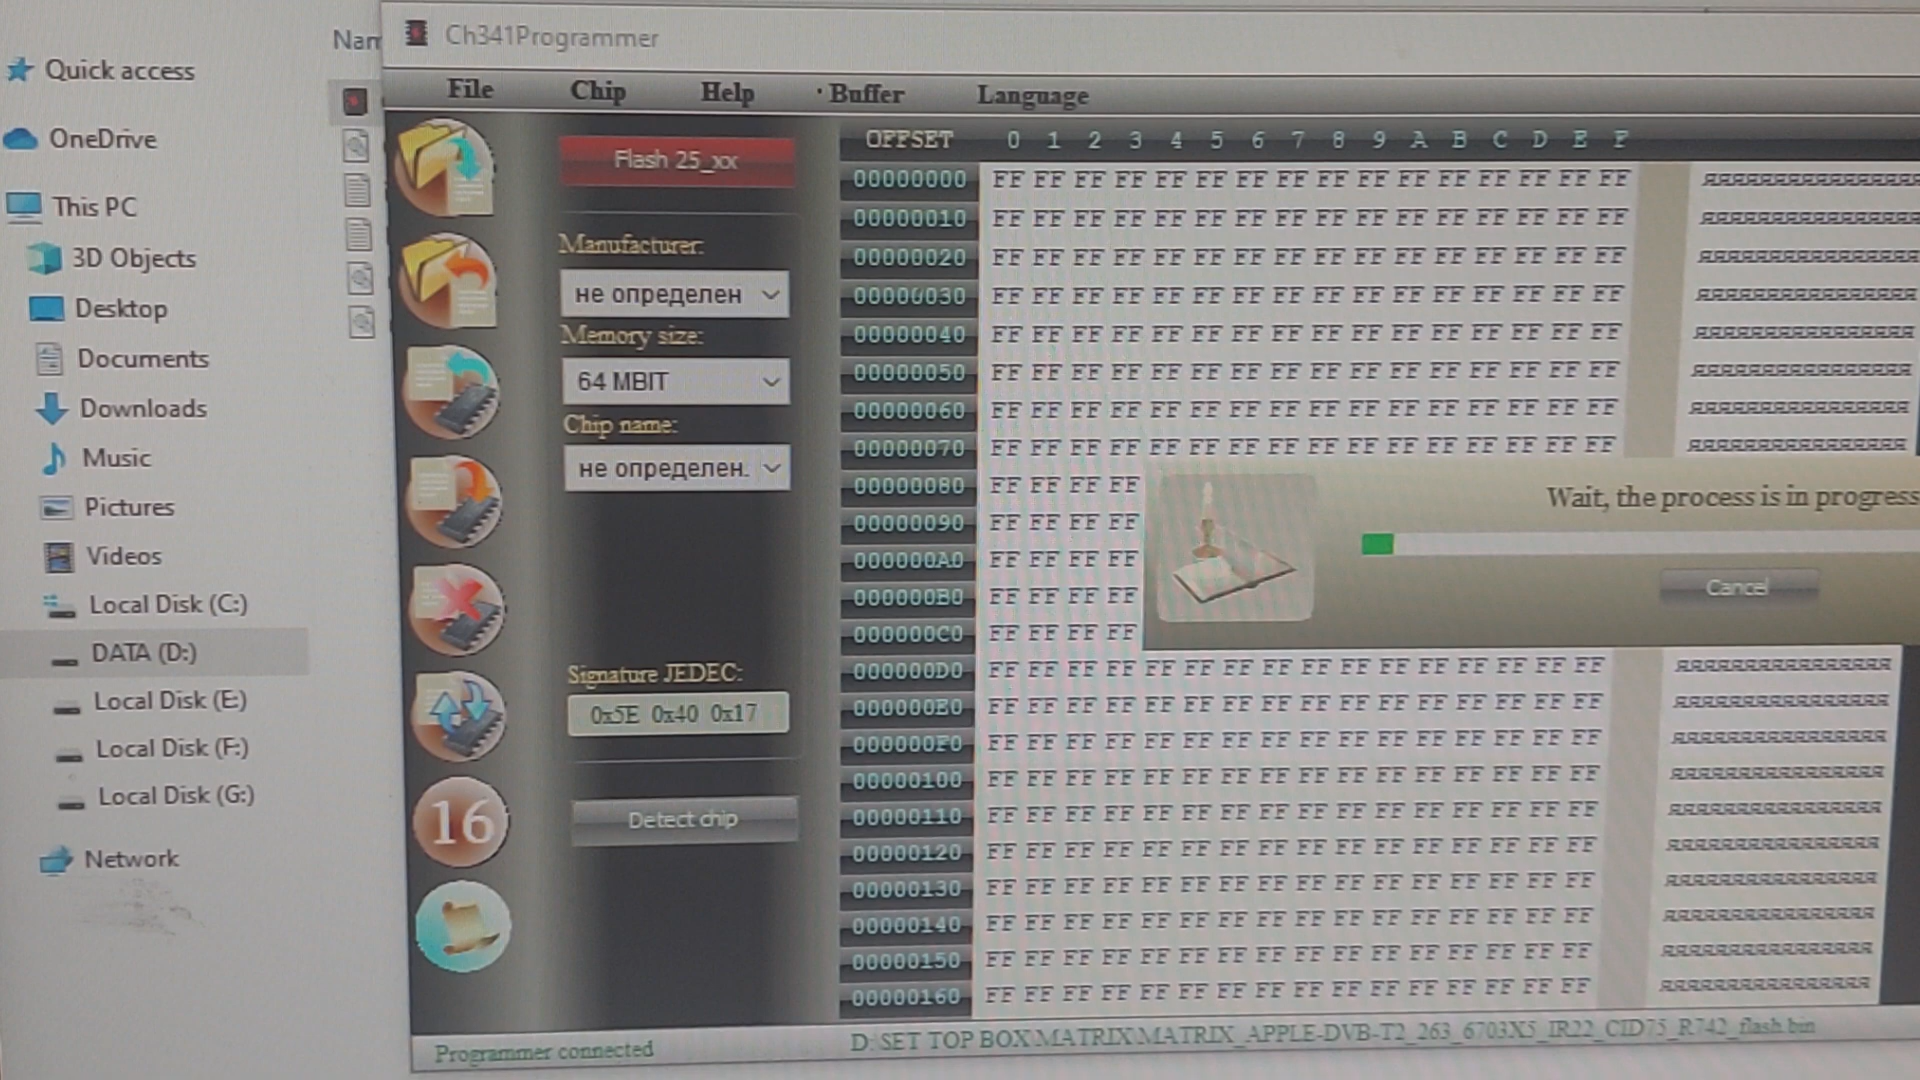 Quick access
OneDrive
This PC
3D Objects
Desktop
Documents
Downloads
Music
Pictures
Videos
Local Disk (C:)
DATA (D:)
Local Disk (E:)
Local Disk (F:)
Local Disk (G:)
Network
Nam
Ch341Programmer
File Chip Help Buffer Language
Flash 25_xx
Manufacturer:
не определен
Memory size:
64 MBIT
Chip name:
не определен.
Signature JEDEC:
0x5E 0x40 0x17
Detect chip
16
OFFSET 0 1 2 3 4 5 6 7 8 9 A B C D E F
00000000 FF FF FF FF FF FF FF FF FF FF FF FF FF FF FF FF яяяяяяяяяяяяяяяя
00000010 FF FF FF FF FF FF FF FF FF FF FF FF FF FF FF FF яяяяяяяяяяяяяяяя
00000020 FF FF FF FF FF FF FF FF FF FF FF FF FF FF FF FF яяяяяяяяяяяяяяяя
00000030 FF FF FF FF FF FF FF FF FF FF FF FF FF FF FF FF яяяяяяяяяяяяяяяя
00000040 FF FF FF FF FF FF FF FF FF FF FF FF FF FF FF FF яяяяяяяяяяяяяяяя
00000050 FF FF FF FF FF FF FF FF FF FF FF FF FF FF FF FF яяяяяяяяяяяяяяяя
00000060 FF FF FF FF FF FF FF FF FF FF FF FF FF FF FF FF яяяяяяяяяяяяяяяя
00000070 FF FF FF FF FF FF FF FF FF FF FF FF FF FF FF FF яяяяяяяяяяяяяяяя
00000080 FF FF FF FF
00000090 FF FF FF FF
000000A0 FF FF FF FF
000000B0 FF FF FF FF
000000C0 FF FF FF FF
Wait, the process is in progress
Cancel
000000D0 FF FF FF FF FF FF FF FF FF FF FF FF FF FF FF FF яяяяяяяяяяяяяяяя
000000E0 FF FF FF FF FF FF FF FF FF FF FF FF FF FF FF FF яяяяяяяяяяяяяяяя
000000F0 FF FF FF FF FF FF FF FF FF FF FF FF FF FF FF FF яяяяяяяяяяяяяяяя
00000100 FF FF FF FF FF FF FF FF FF FF FF FF FF FF FF FF яяяяяяяяяяяяяяяя
00000110 FF FF FF FF FF FF FF FF FF FF FF FF FF FF FF FF яяяяяяяяяяяяяяяя
00000120 FF FF FF FF FF FF FF FF FF FF FF FF FF FF FF FF яяяяяяяяяяяяяяяя
00000130 FF FF FF FF FF FF FF FF FF FF FF FF FF FF FF FF яяяяяяяяяяяяяяяя
00000140 FF FF FF FF FF FF FF FF FF FF FF FF FF FF FF FF яяяяяяяяяяяяяяяя
00000150 FF FF FF FF FF FF FF FF FF FF FF FF FF FF FF FF яяяяяяяяяяяяяяяя
00000160 FF FF FF FF FF FF FF FF FF FF FF FF FF FF FF FF яяяяяяяяяяяяяяяя
Programmer connected
D:\SET TOP BOX\MATRIX\MATRIX_APPLE-DVB-T2_263_6703X5_IR22_CID75_R742_flash.bin